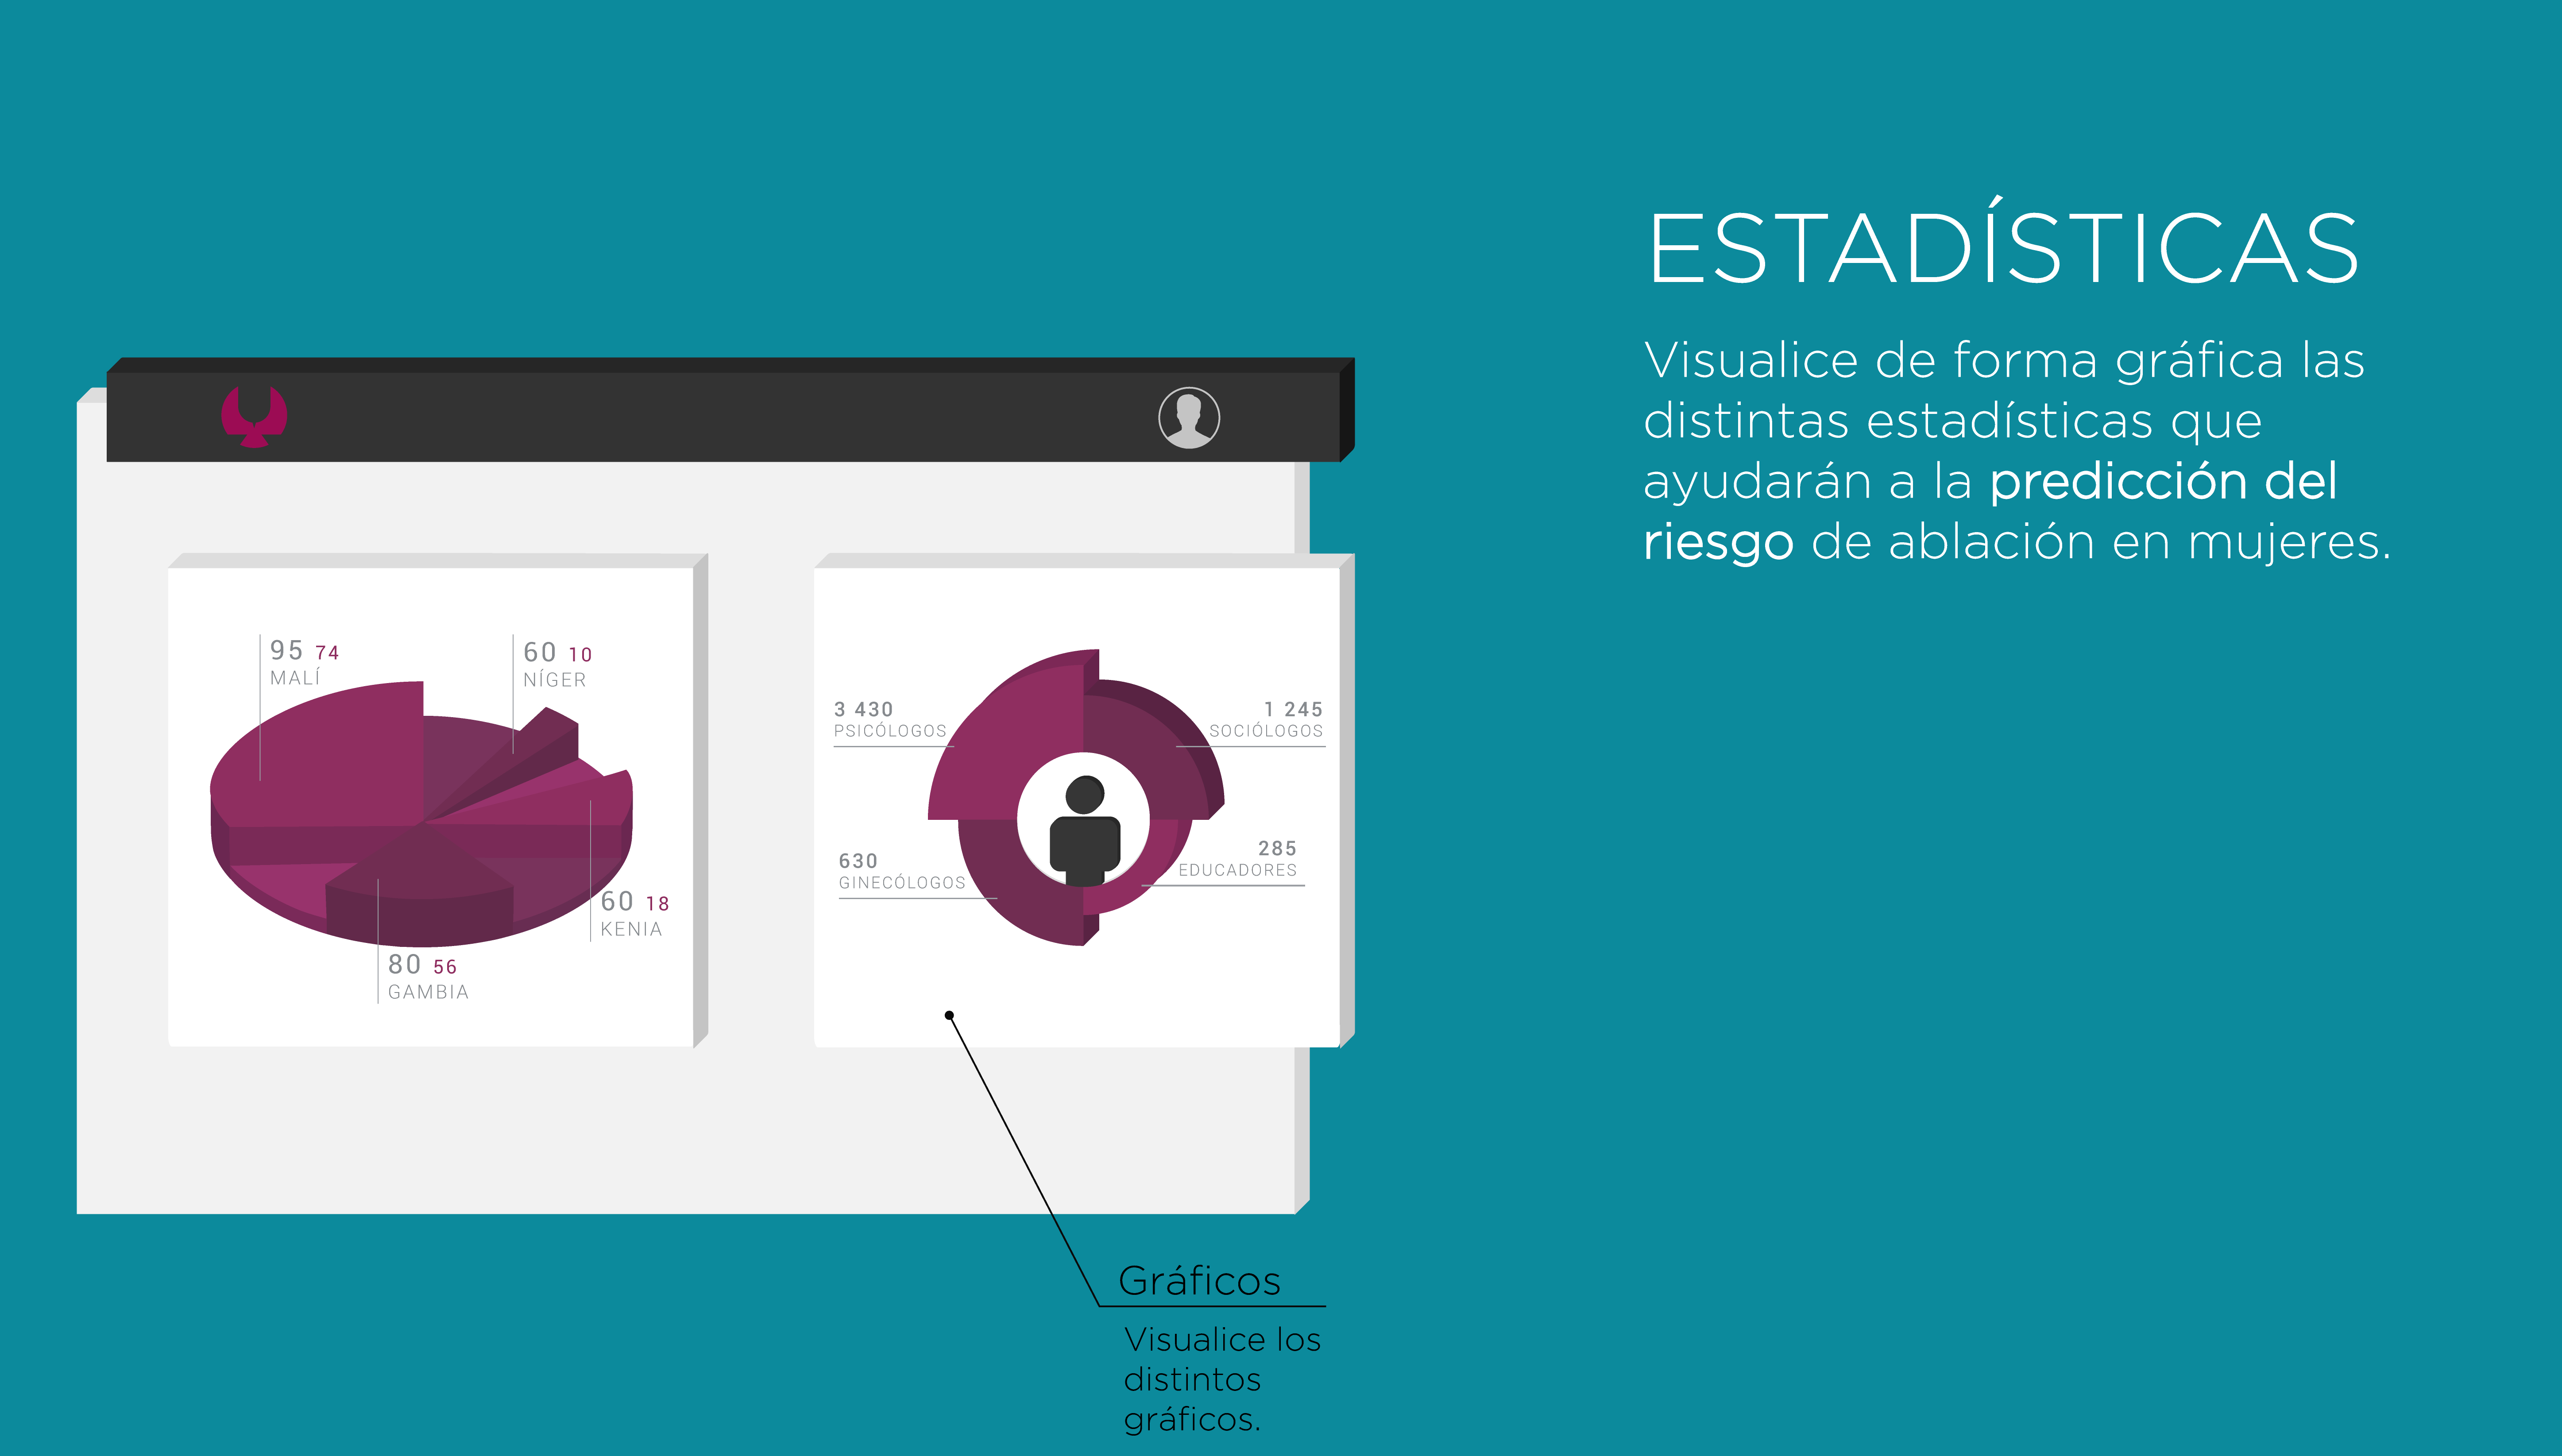 ESTADÍSTICAS
Visualice de forma gráfica las
distintas estadísticas que
ayudarán a la predicción del
riesgo de ablación en mujeres.
95 74
MALÍ
60 10
NÍGER
60 18
KENIA
80 56
GAMBIA
3 430
PSICÓLOGOS
1 245
SOCIÓLOGOS
630
GINECÓLOGOS
285
EDUCADORES
Gráficos
Visualice los
distintos
gráficos.